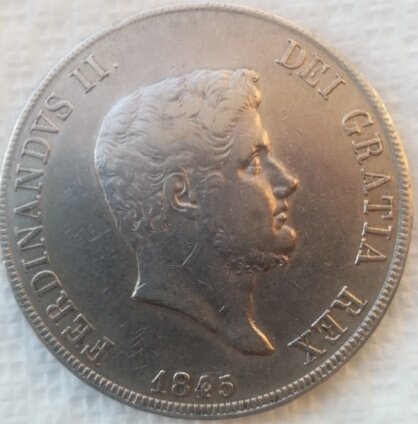 FERDINANDVS II. DEI GRATIA REX
1845